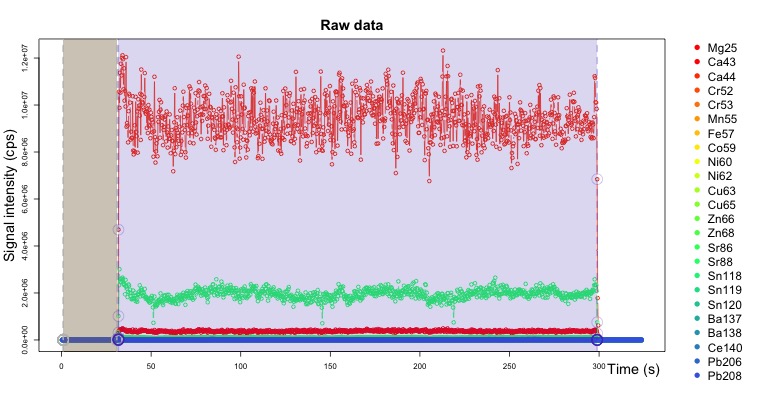 Raw data
Signal intensity (cps)
1.2e+07
1.0e+07
8.0e+06
6.0e+06
4.0e+06
2.0e+06
0.0e+00
0 50 100 150 200 250 300 Time (s)
Mg25
Ca43
Ca44
Cr52
Cr53
Mn55
Fe57
Co59
Ni60
Ni62
Cu63
Cu65
Zn66
Zn68
Sr86
Sr88
Sn118
Sn119
Sn120
Ba137
Ba138
Ce140
Pb206
Pb208